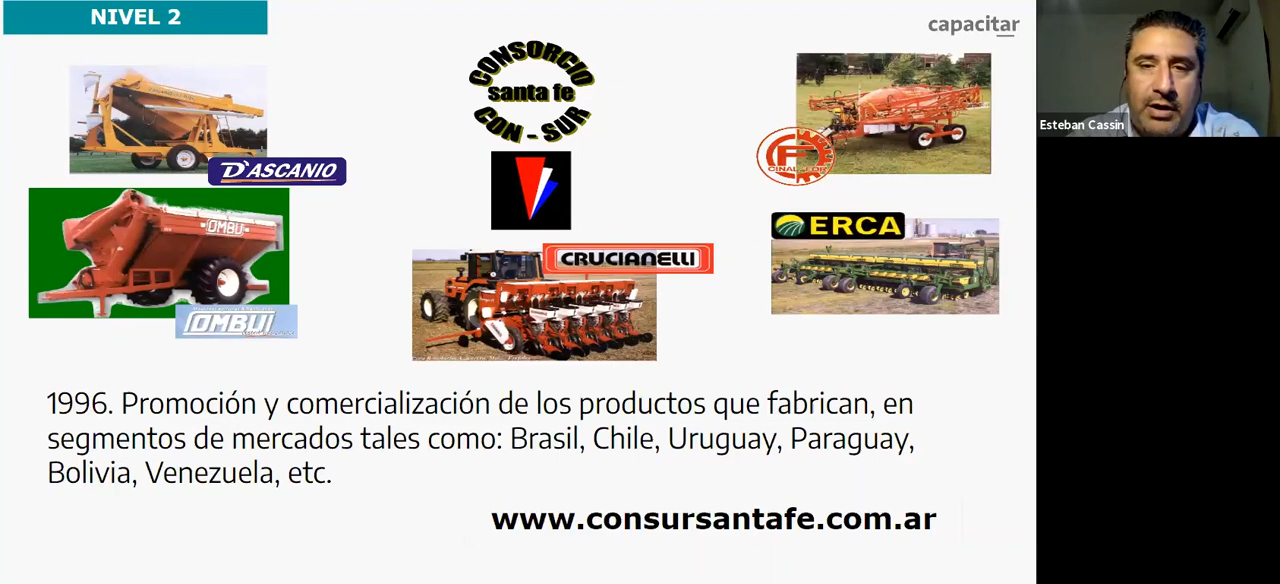 NIVEL 2
capacitar
Esteban Cassin
CONSORCIO
santa fe
CON - SUR
D'ASCANIO
CINAL-FOR
OMBU
ERCA
CRUCIANELLI
OMBU
1996. Promoción y comercialización de los productos que fabrican, en
segmentos de mercados tales como: Brasil, Chile, Uruguay, Paraguay,
Bolivia, Venezuela, etc.
www.consursantafe.com.ar